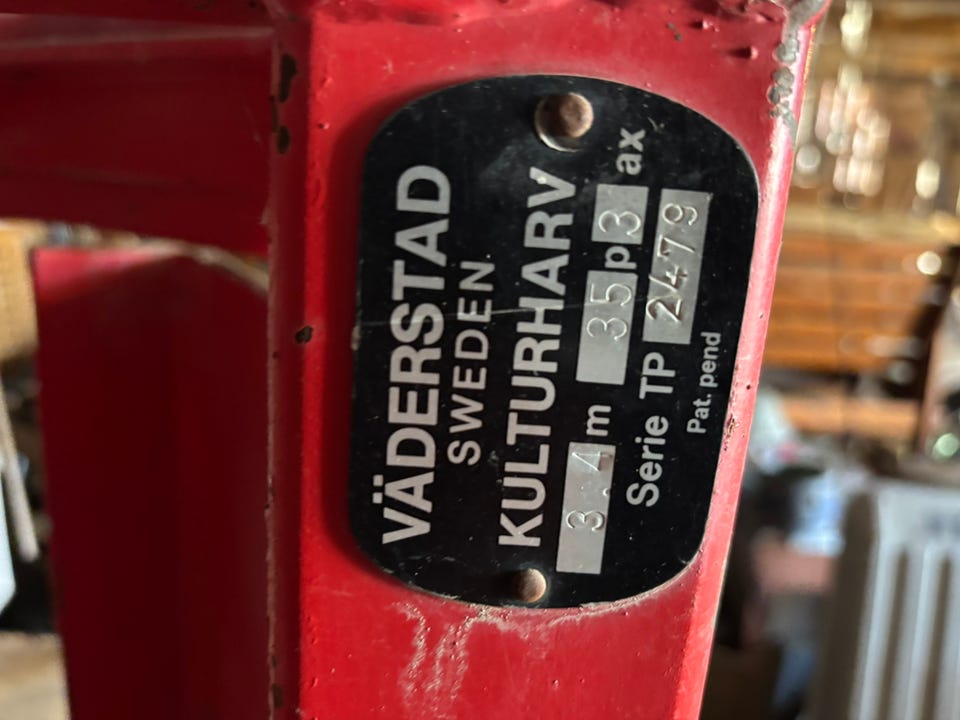 VÄDERSTAD
SWEDEN
KULTURHARV
3.4 m 35 p 3 ax
Serie TP 2479
Pat. pend